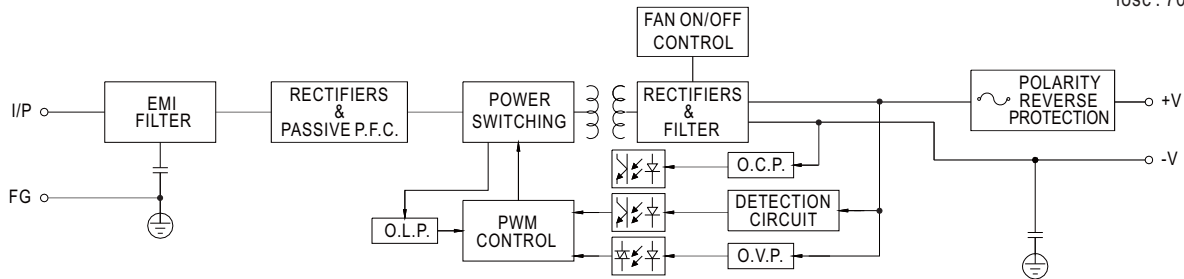 fosc : 70
FAN ON/OFF
CONTROL
I/P
EMI
FILTER
RECTIFIERS
&
PASSIVE P.F.C.
POWER
SWITCHING
RECTIFIERS
&
FILTER
POLARITY
REVERSE
PROTECTION
+V
-V
O.C.P.
FG
DETECTION
CIRCUIT
O.L.P.
PWM
CONTROL
O.V.P.